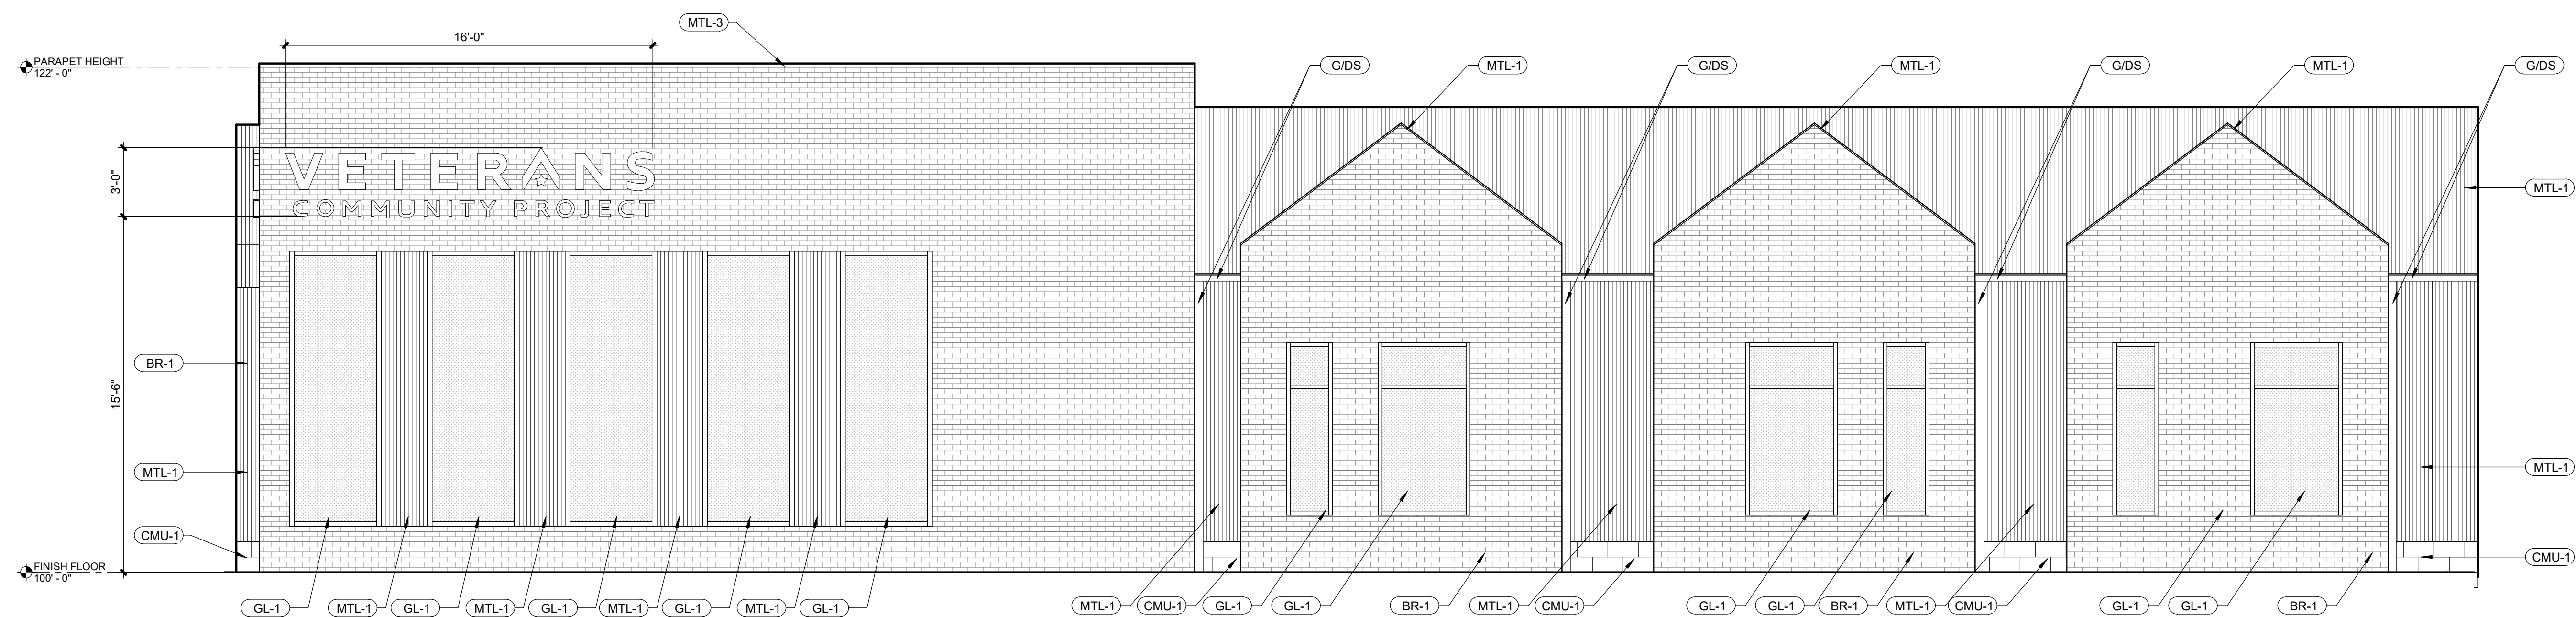 MTL-3
16'-0"
PARAPET HEIGHT
122' - 0"
G/DS
MTL-1
G/DS
MTL-1
G/DS
MTL-1
G/DS
3'-0"
VETERANS
COMMUNITY PROJECT
MTL-1
BR-1
15'-6"
MTL-1
MTL-1
CMU-1
CMU-1
FINISH FLOOR
100' - 0"
GL-1
MTL-1
GL-1
MTL-1
GL-1
MTL-1
GL-1
MTL-1
GL-1
MTL-1
CMU-1
GL-1
GL-1
BR-1
MTL-1
CMU-1
GL-1
GL-1
BR-1
MTL-1
CMU-1
GL-1
GL-1
BR-1